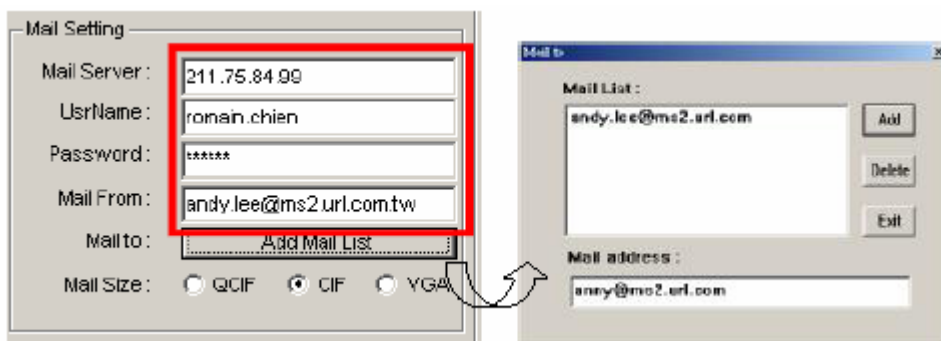 Mail Setting
Mail Server : 211.75.84.99
UsrName : ronain.chien
Password : ******
Mail From : andy.lee@ms2.url.com.tw
Mail to : Add Mail List
Mail Size : QCIF CIF VGA
Mail to
Mail List :
andy.lee@ms2.url.com
Add
Delete
Exit
Mail address :
anny@ms2.url.com